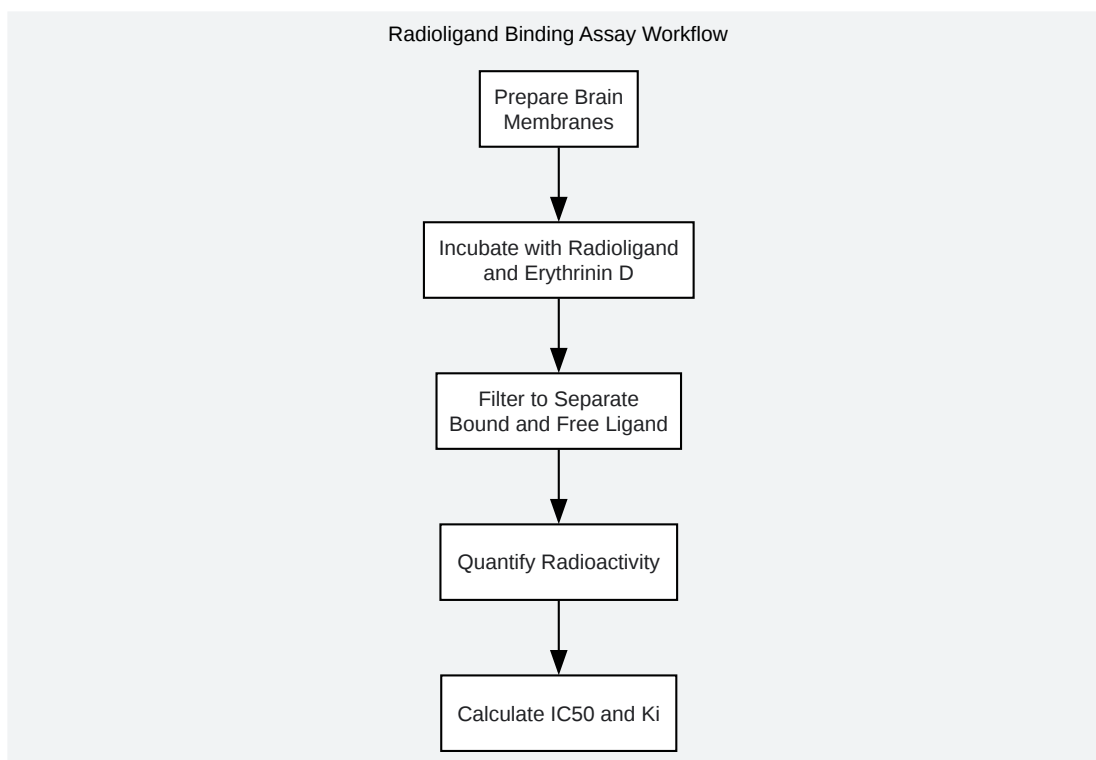 Radioligand Binding Assay Workflow
Prepare Brain
Membranes
Incubate with Radioligand
and Erythrinin D
Filter to Separate
Bound and Free Ligand
Quantify Radioactivity
Calculate IC50 and Ki